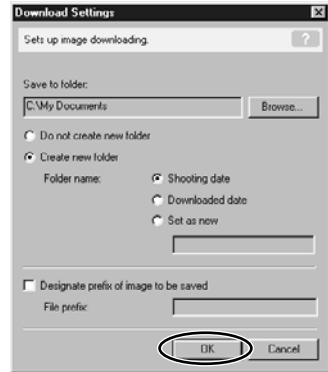 Download Settings
Sets up image downloading.
?
Save to folder:
C:\My Documents
Browse...
Do not create new folder
Create new folder
Folder name:
Shooting date
Downloaded date
Set as new
Designate prefix of image to be saved
File prefix:
OK
Cancel